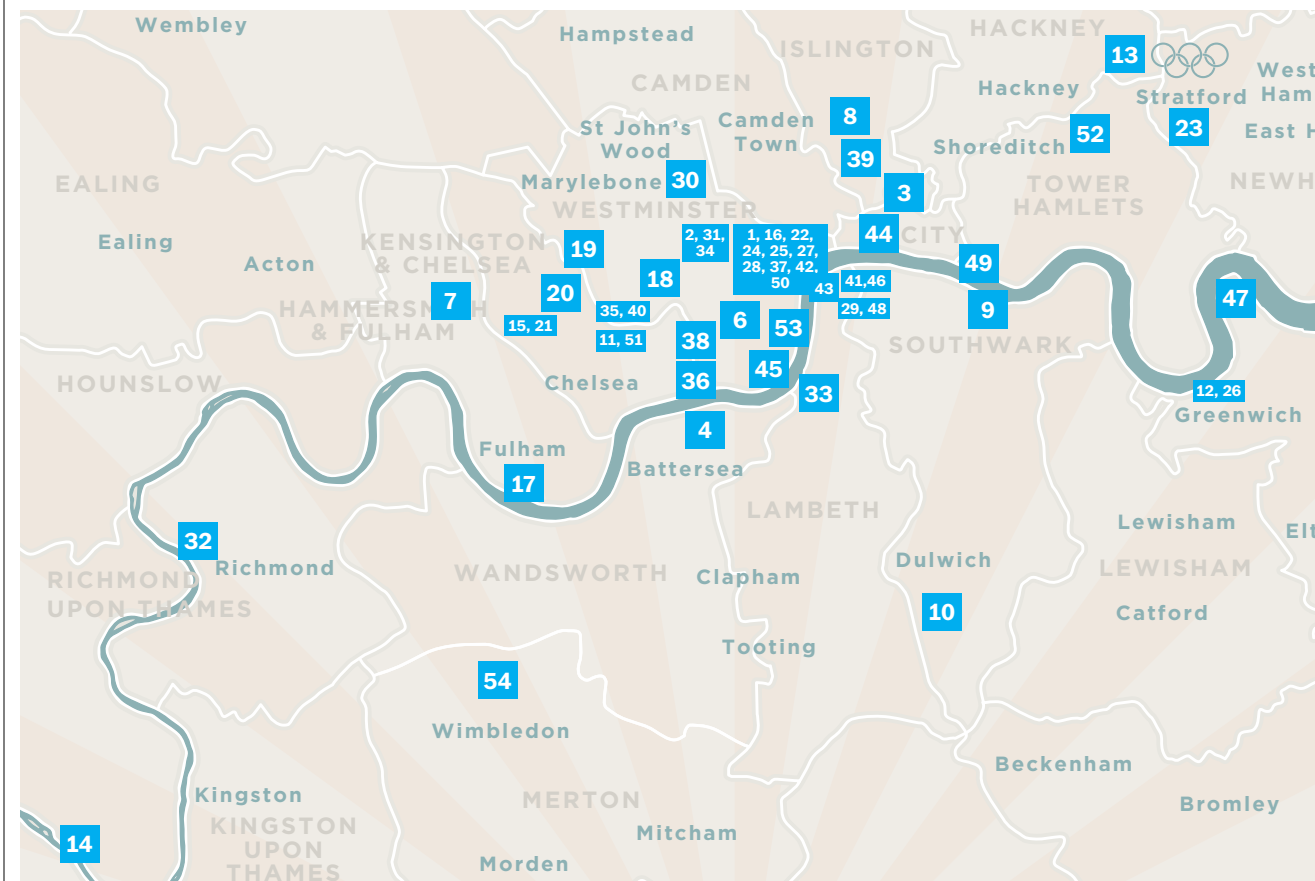 Wembley
Hampstead
ISLINGTON
HACKNEY
13
CAMDEN
Hackney
West
Ham
Stratford
8
St John's
Wood
Camden
Town
Shoreditch
52
23
East H
39
EALING
Marylebone
30
3
TOWER
HAMLETS
NEWH
WESTMINSTER
Ealing
Acton
KENSINGTON
& CHELSEA
19
2, 31,
34
1, 16, 22,
24, 25, 27,
28, 37, 42,
50
44
CITY
49
18
20
43
41,46
47
7
HAMMERSMITH
& FULHAM
15, 21
35, 40
11, 51
6
53
29, 48
9
38
SOUTHWARK
HOUNSLOW
Chelsea
36
45
33
12, 26
Greenwich
4
Fulham
Battersea
17
LAMBETH
Lewisham
Elt
32
Richmond
RICHMOND
UPON THAMES
WANDSWORTH
Clapham
Dulwich
LEWISHAM
10
Catford
Tooting
54
Wimbledon
Beckenham
Kingston
MERTON
Bromley
KINGSTON
UPON
THAMES
14
Mitcham
Morden